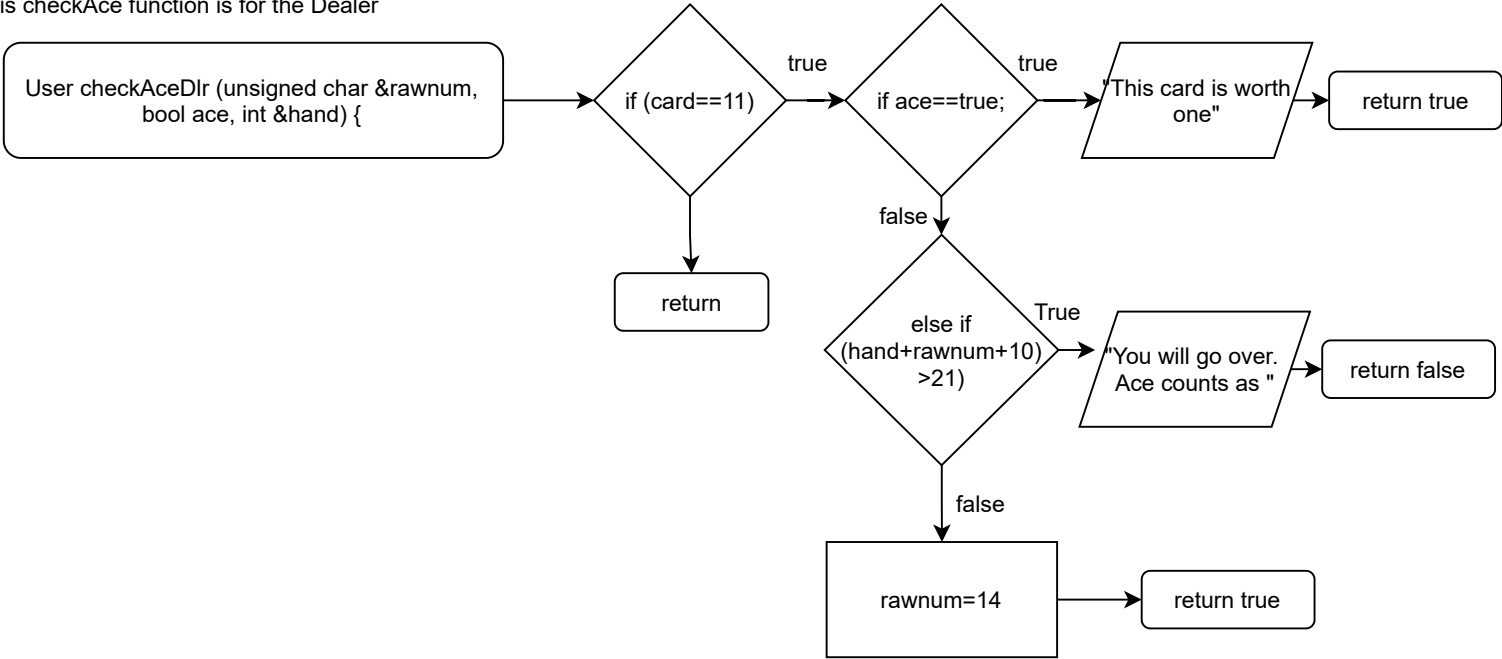 is checkAce function is for the Dealer
User checkAceDlr (unsigned char &rawnum,
bool ace, int &hand) {
if (card==11)
true
if ace==true;
true
"This card is worth
one"
return true
return
false
else if
(hand+rawnum+10)
>21)
True
"You will go over.
Ace counts as "
return false
false
rawnum=14
return true